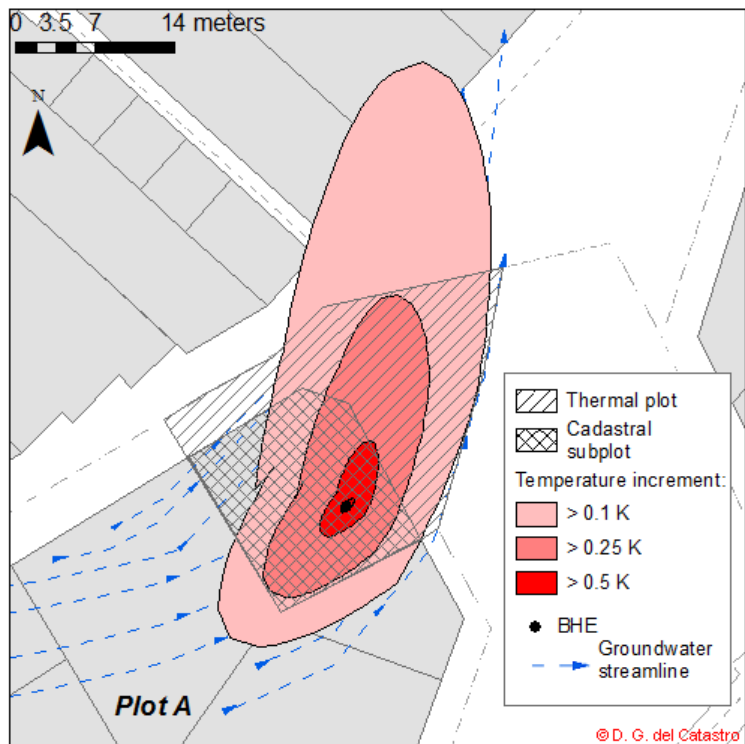 0 3.5 7 14 meters
N
Thermal plot
Cadastral
subplot
Temperature increment:
> 0.1 K
> 0.25 K
> 0.5 K
BHE
Groundwater
streamline
Plot A
© D. G. del Catastro